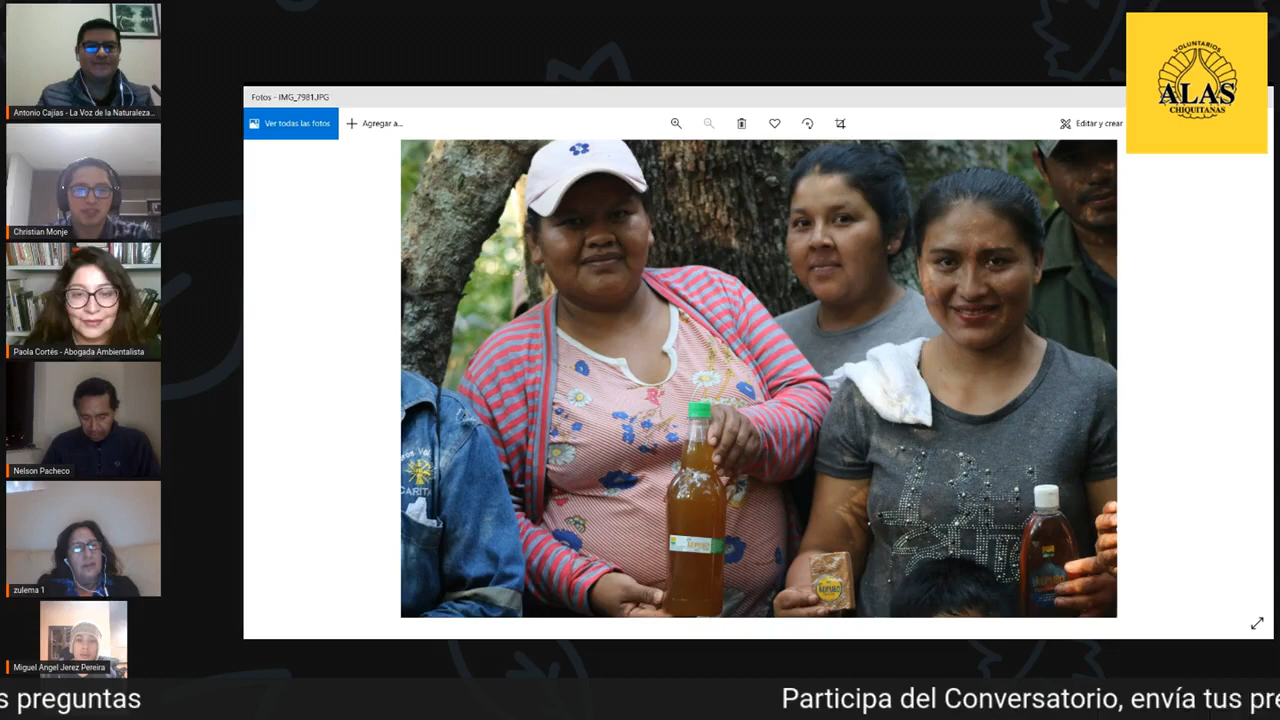 Antonio Cajías - La Voz de la Naturaleza...
Christian Monje
Paola Cortés - Abogada Ambientalista
Nelson Pacheco
zulema 1
Miguel Angel Jerez Pereira
Fotos - IMG_7981.JPG
Ver todas las fotos
Agregar a...
Editar y crear
VOLUNTARIOS
ALAS
CHIQUITANAS
CARITA
s preguntas
Participa del Conversatorio, envía tus pre